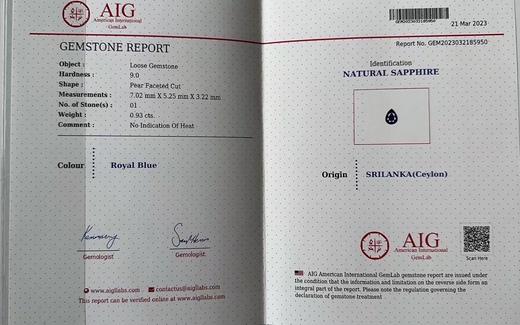 AIG
American International
GemLab
GEMSTONE REPORT
Object : Loose Gemstone
Hardness : 9.0
Shape : Pear Faceted Cut
Measurements : 7.02 mm X 5.25 mm X 3.22 mm
No. of Stone(s) : 01
Weight : 0.93 cts.
Comment : No Indication Of Heat
Colour Royal Blue
Gemologist
Gemologist
www.aigllabs.com contactus@aigllabs.com
This report can be verified online at www.aigllabs.com
21 Mar 2023
Report No. GEM2023032185950
Identification
NATURAL SAPPHIRE
Origin SRILANKA(Ceylon)
AIG
American International
GemLab
Scan Here
AIG American International GemLab gemstone report are issued under
the condition that the information and limitation on the reverse side form an
integral part of the report. Please note the regulation governing the
declaration of gemstone treatment